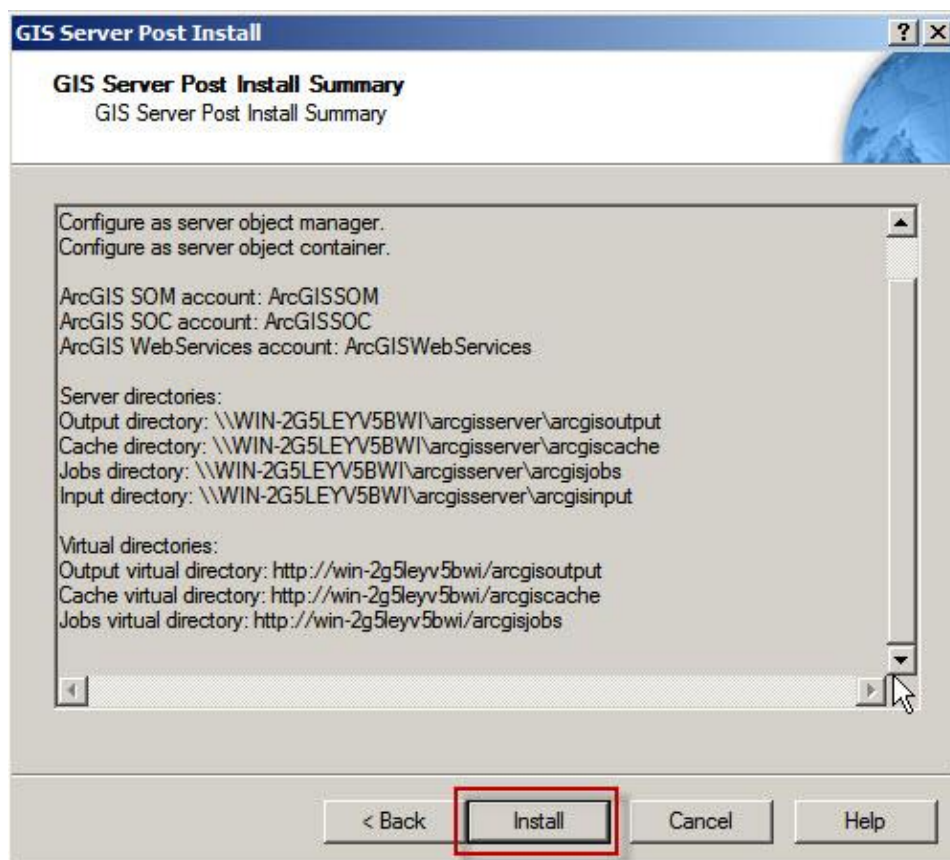 GIS Server Post Install
GIS Server Post Install Summary
GIS Server Post Install Summary
Configure as server object manager.
Configure as server object container.
ArcGIS SOM account: ArcGISSOM
ArcGIS SOC account: ArcGISSOC
ArcGIS WebServices account: ArcGISWebServices
Server directories:
Output directory: \\WIN-2G5LEYV5BWI\arcgisserver\arcgisoutput
Cache directory: \\WIN-2G5LEYV5BWI\arcgisserver\arcgiscache
Jobs directory: \\WIN-2G5LEYV5BWI\arcgisserver\arcgisjobs
Input directory: \\WIN-2G5LEYV5BWI\arcgisserver\arcgisinput
Virtual directories:
Output virtual directory: http://win-2g5leyv5bwi/arcgisoutput
Cache virtual directory: http://win-2g5leyv5bwi/arcgiscache
Jobs virtual directory: http://win-2g5leyv5bwi/arcgisjobs
< Back Install Cancel Help